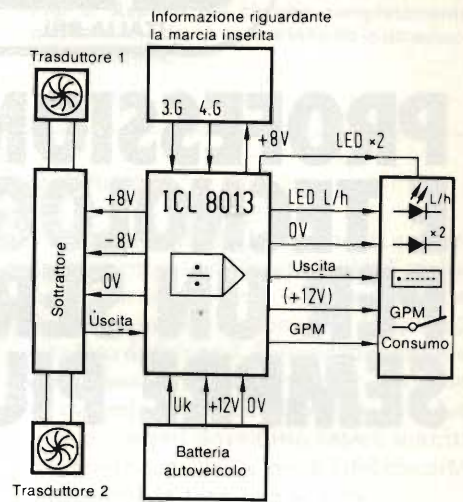 Informazione riguardante
la marcia inserita
Trasduttore 1
3.G 4.G
+8V
LED ×2
ICL 8013
+8V
-8V
0V
Uscita
Sottrattore
LED L/h
0V
Uscita
(+12V)
GPM
L/h
×2
GPM
Consumo
Uk
+12V
0V
Batteria
autoveicolo
Trasduttore 2